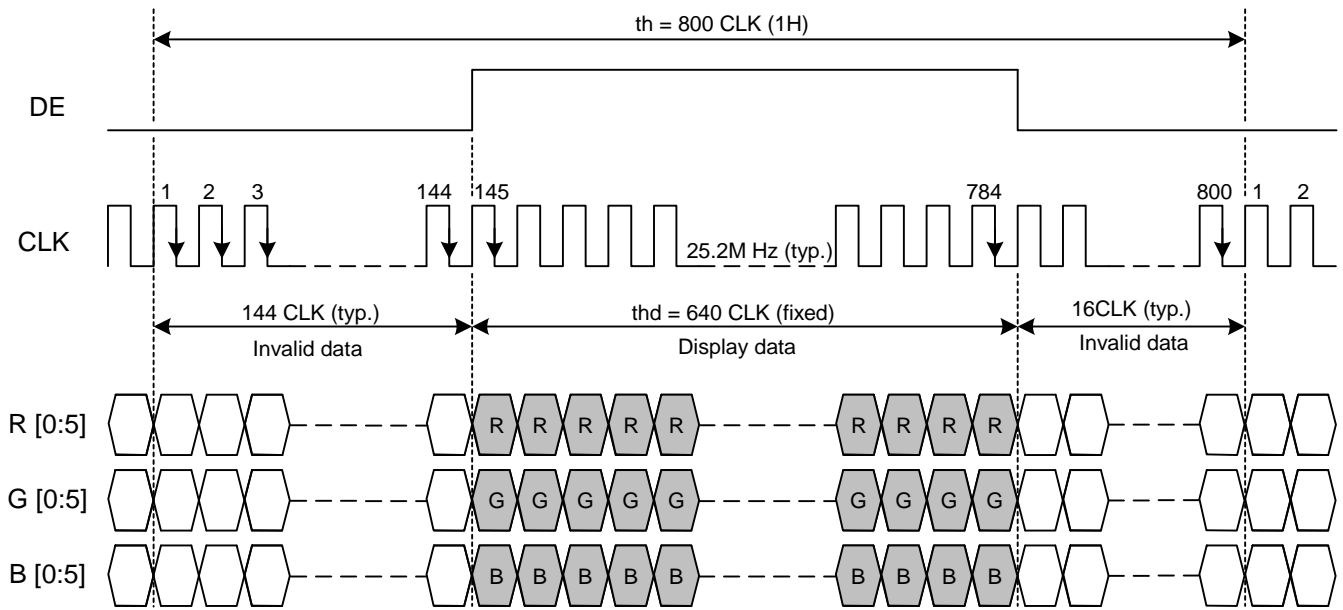 th = 800 CLK (1H)
DE
1 2 3 144 145 784 800 1 2
CLK
25.2M Hz (typ.)
144 CLK (typ.) thd = 640 CLK (fixed) 16CLK (typ.)
Invalid data Display data Invalid data
R [0:5] R R R R R R R R R
G [0:5] G G G G G G G G G
B [0:5] B B B B B B B B B